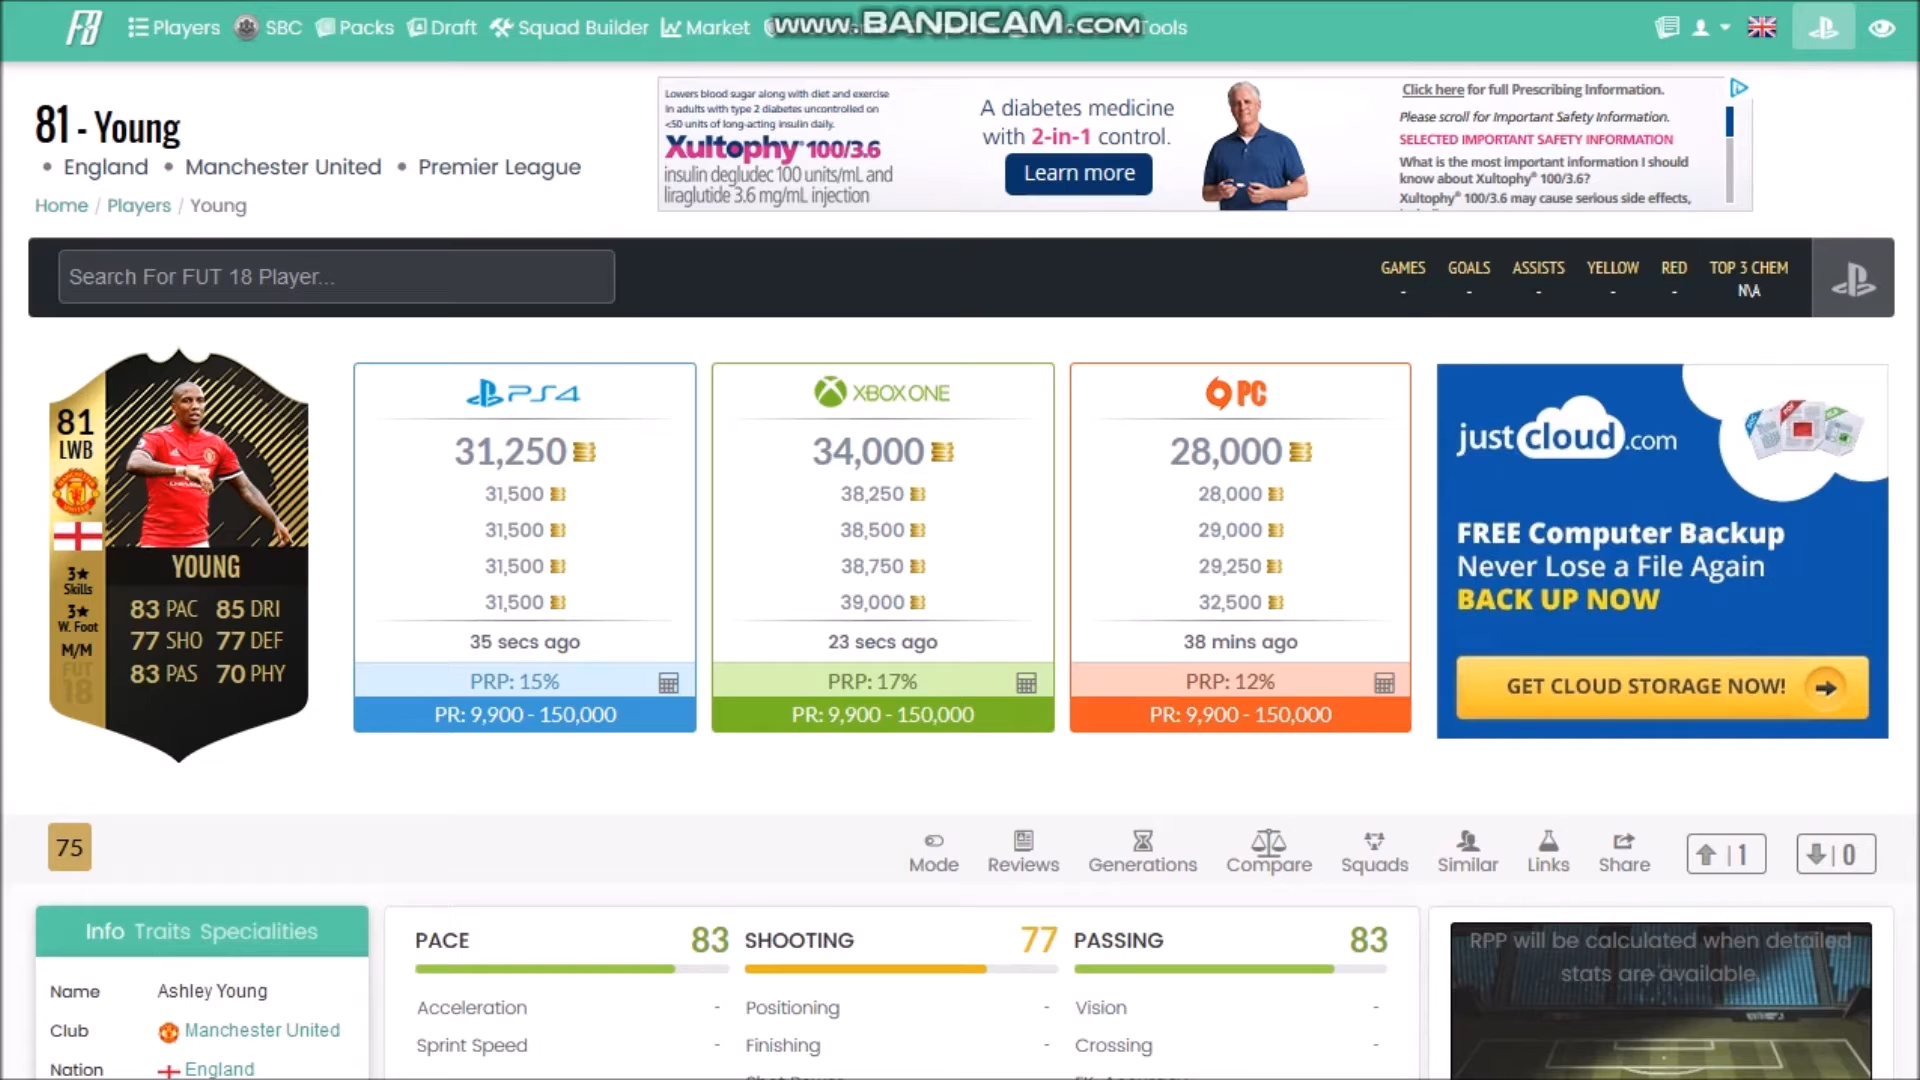 Players SBC Packs Draft Squad Builder Market Tools
www.BANDICAM.com
81 - Young
England • Manchester United • Premier League
Home / Players / Young
Lowers blood sugar along with diet and exercise
in adults with type 2 diabetes uncontrolled on
<50 units of long-acting insulin daily.
Xultophy® 100/3.6
insulin degludec 100 units/mL and
liraglutide 3.6 mg/mL injection
A diabetes medicine
with 2-in-1 control.
Learn more
Click here for full Prescribing Information.
Please scroll for Important Safety Information.
SELECTED IMPORTANT SAFETY INFORMATION
What is the most important information I should
know about Xultophy® 100/3.6?
Xultophy® 100/3.6 may cause serious side effects,
Search For FUT 18 Player...
GAMES GOALS ASSISTS YELLOW RED TOP 3 CHEM
- - - - - N\A
81
LWB
YOUNG
3★
Skills
3★
W. Foot
M/M
FUT
18
83 PAC 85 DRI
77 SHO 77 DEF
83 PAS 70 PHY
PS4
31,250
31,500
31,500
31,500
31,500
35 secs ago
PRP: 15%
PR: 9,900 - 150,000
XBOX ONE
34,000
38,250
38,500
38,750
39,000
23 secs ago
PRP: 17%
PR: 9,900 - 150,000
PC
28,000
28,000
29,000
29,250
32,500
38 mins ago
PRP: 12%
PR: 9,900 - 150,000
justcloud.com
FREE Computer Backup
Never Lose a File Again
BACK UP NOW
GET CLOUD STORAGE NOW!
75
Mode Reviews Generations Compare Squads Similar Links Share
1
0
Info Traits Specialities
Name Ashley Young
Club Manchester United
Nation England
PACE 83
Acceleration -
Sprint Speed -
SHOOTING 77
Positioning -
Finishing -
PASSING 83
Vision -
Crossing -
RPP will be calculated when detailed
stats are available.